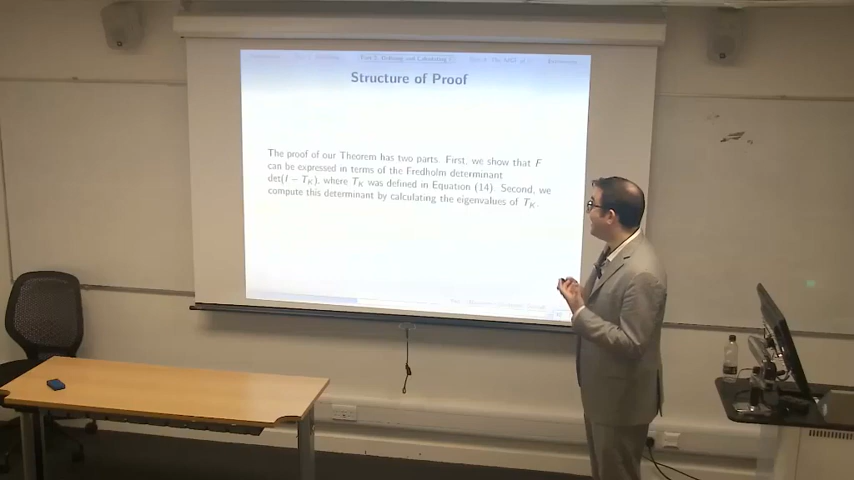 Structure of Proof
The proof of our Theorem has two parts. First, we show that F
can be expressed in terms of the Fredholm determinant
det(I − T_K), where T_K was defined in Equation (14). Second, we
compute this determinant by calculating the eigenvalues of T_K.